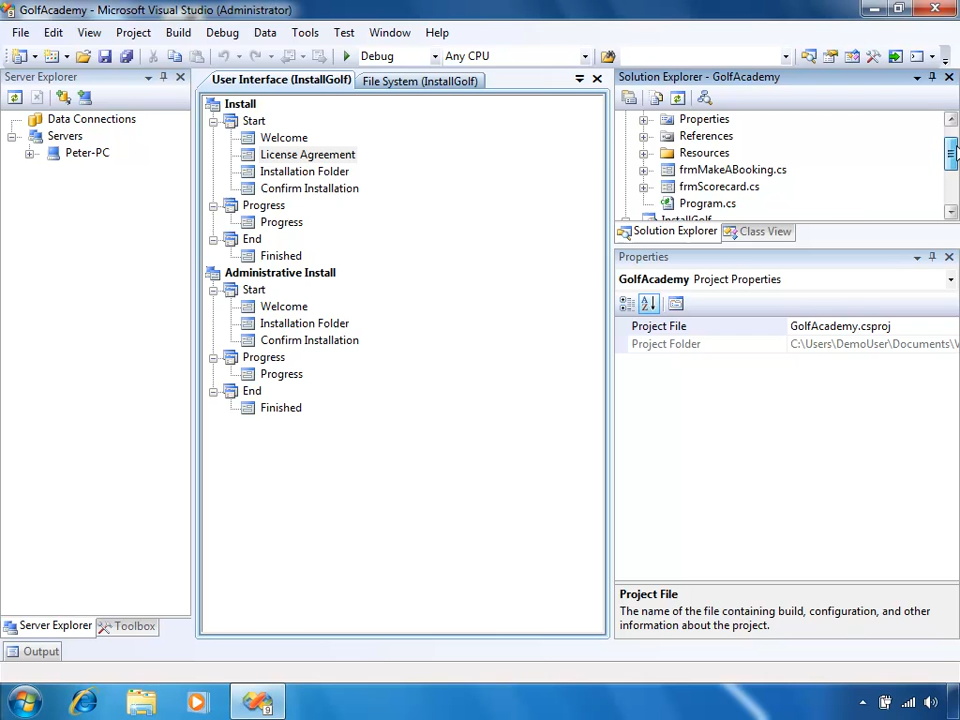 GolfAcademy - Microsoft Visual Studio (Administrator)
File Edit View Project Build Debug Data Tools Test Window Help
Debug Any CPU
Server Explorer
Data Connections
Servers
Peter-PC
Server Explorer Toolbox
Output
User Interface (InstallGolf) File System (InstallGolf)
Install
Start
Welcome
License Agreement
Installation Folder
Confirm Installation
Progress
Progress
End
Finished
Administrative Install
Start
Welcome
Installation Folder
Confirm Installation
Progress
Progress
End
Finished
Solution Explorer - GolfAcademy
Properties
References
Resources
frmMakeABooking.cs
frmScorecard.cs
Program.cs
InstallGolf
Solution Explorer Class View
Properties
GolfAcademy Project Properties
Project File GolfAcademy.csproj
Project Folder C:\Users\DemoUser\Documents\V
Project File
The name of the file containing build, configuration, and other
information about the project.
9